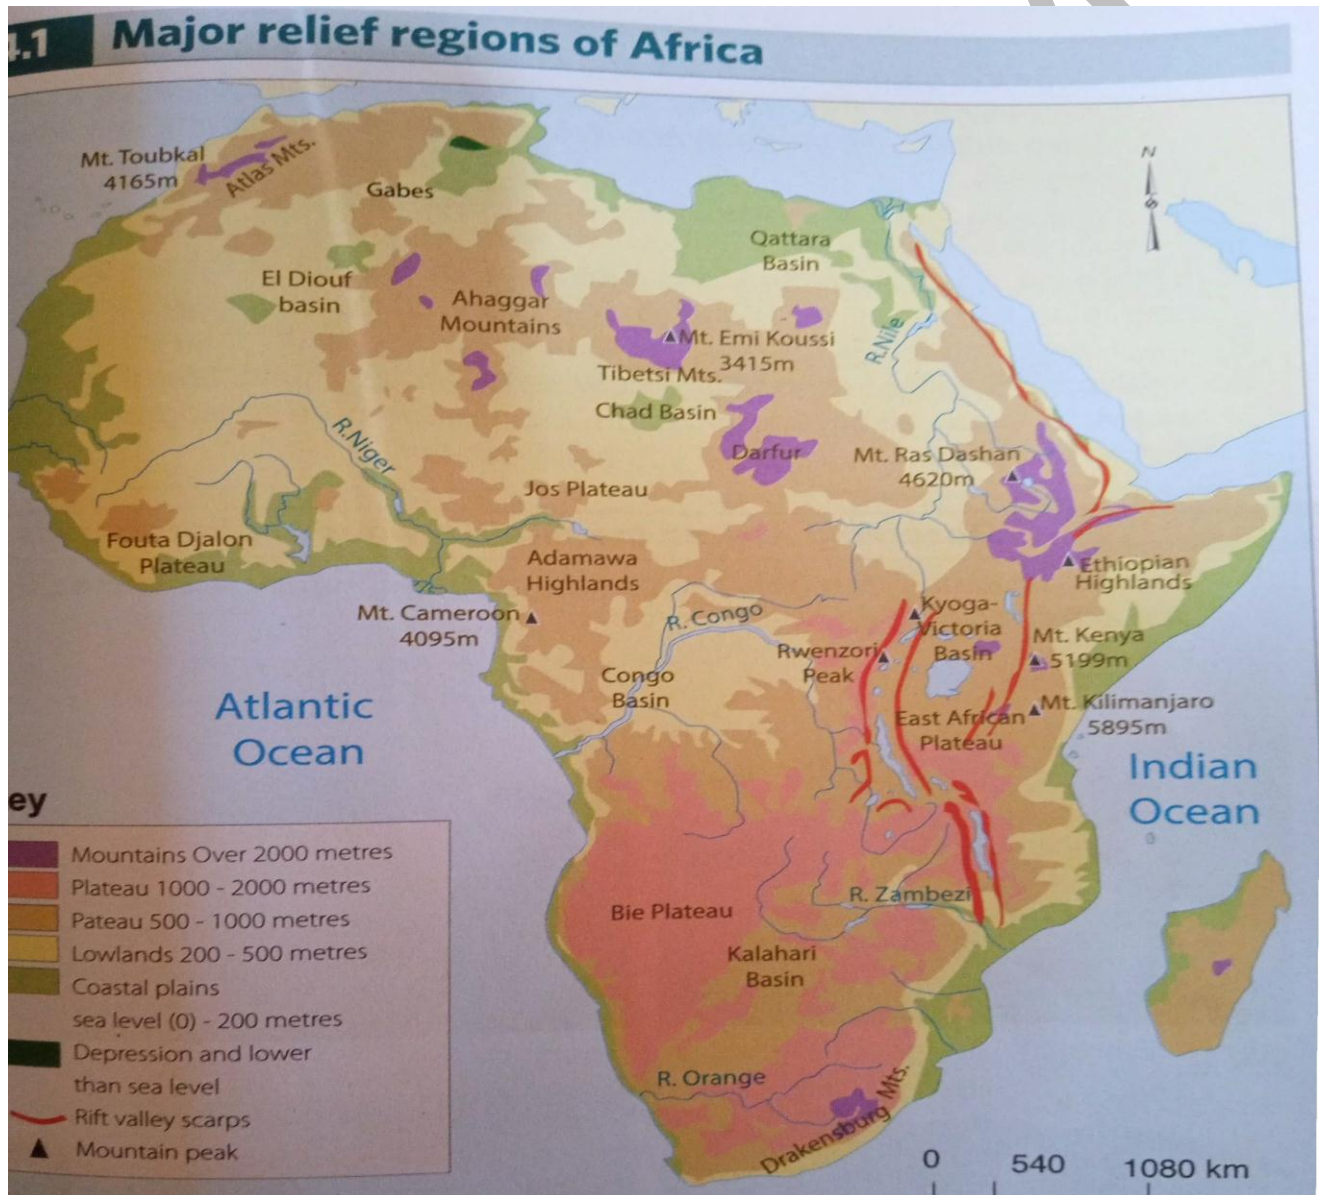 4.1 Major relief regions of Africa
Mt. Toubkal
4165m
Atlas Mts.
Gabes
N
S
Qattara
Basin
El Diouf
basin
Ahaggar
Mountains
Mt. Emi Koussi
3415m
R.Nile
Tibetsi Mts.
Chad Basin
R.Niger
Darfur
Mt. Ras Dashan
4620m
Jos Plateau
Fouta Djalon
Plateau
Adamawa
Highlands
Ethiopian
Highlands
Mt. Cameroon
4095m
R. Congo
Kyoga-
Victoria
Basin
Mt. Kenya
5199m
Rwenzori
Peak
Congo
Basin
Atlantic
Ocean
East African
Plateau
Mt. Kilimanjaro
5895m
Indian
Ocean
R. Zambezi
Bie Plateau
Kalahari
Basin
R. Orange
Drakensburg Mts.
ey
Mountains Over 2000 metres
Plateau 1000 - 2000 metres
Pateau 500 - 1000 metres
Lowlands 200 - 500 metres
Coastal plains
sea level (0) - 200 metres
Depression and lower
than sea level
Rift valley scarps
Mountain peak
0 540 1080 km